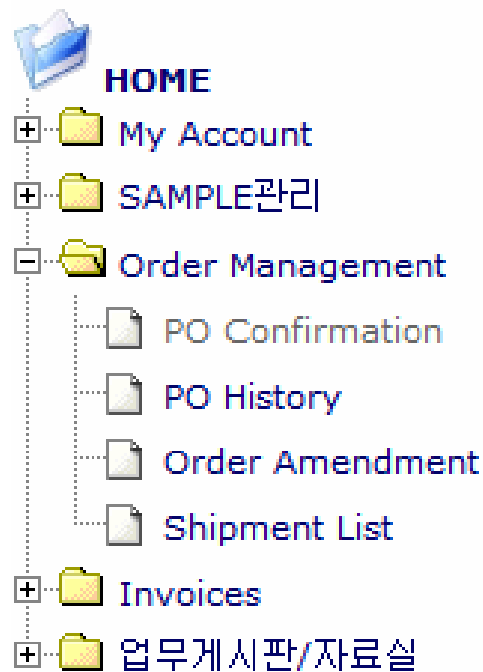 HOME
My Account
SAMPLE관리
Order Management
PO Confirmation
PO History
Order Amendment
Shipment List
Invoices
업무게시판/자료실